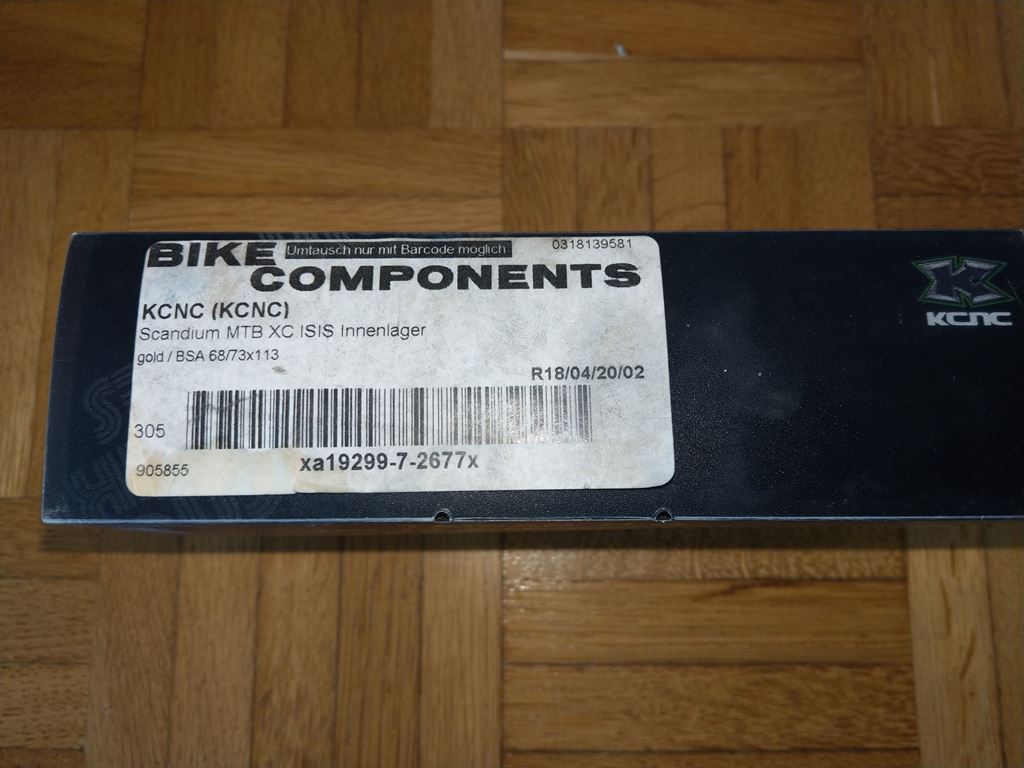 BIKE Umtausch nur mit Barcode möglich 0318139581
COMPONENTS
KCNC (KCNC)
Scandium MTB XC ISIS Innenlager
gold / BSA 68/73x113
R18/04/20/02
305
905855
xa19299-7-2677x
K
KCNC